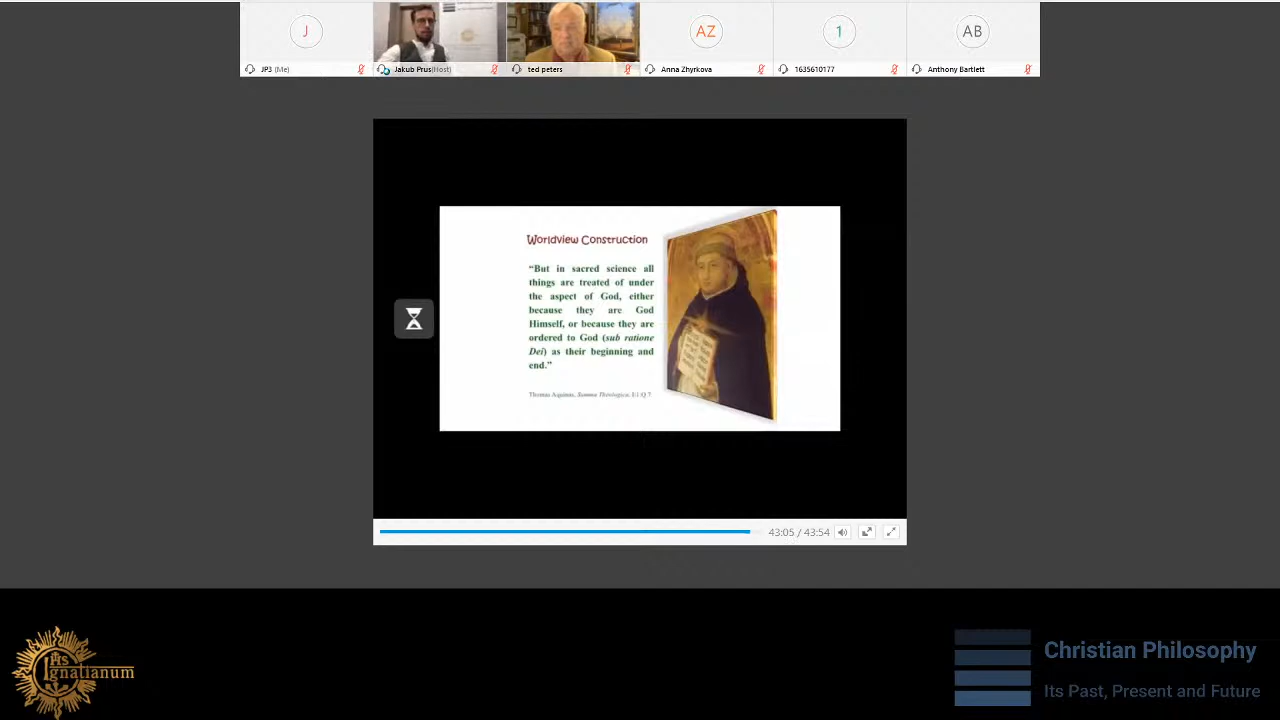 J
AZ
1
AB
JP3 (Me)
Jakub Prus(Host)
ted peters
Anna Zhyrkova
1635610177
Anthony Bartlett
Worldview Construction
“But in sacred science all
things are treated of under
the aspect of God, either
because they are God
Himself, or because they are
ordered to God (sub ratione
Dei) as their beginning and
end.”
Thomas Aquinas, Summa Theologica, I:1:Q.7
43:05 / 43:54
IHS
Ignatianum
Christian Philosophy
Its Past, Present and Future